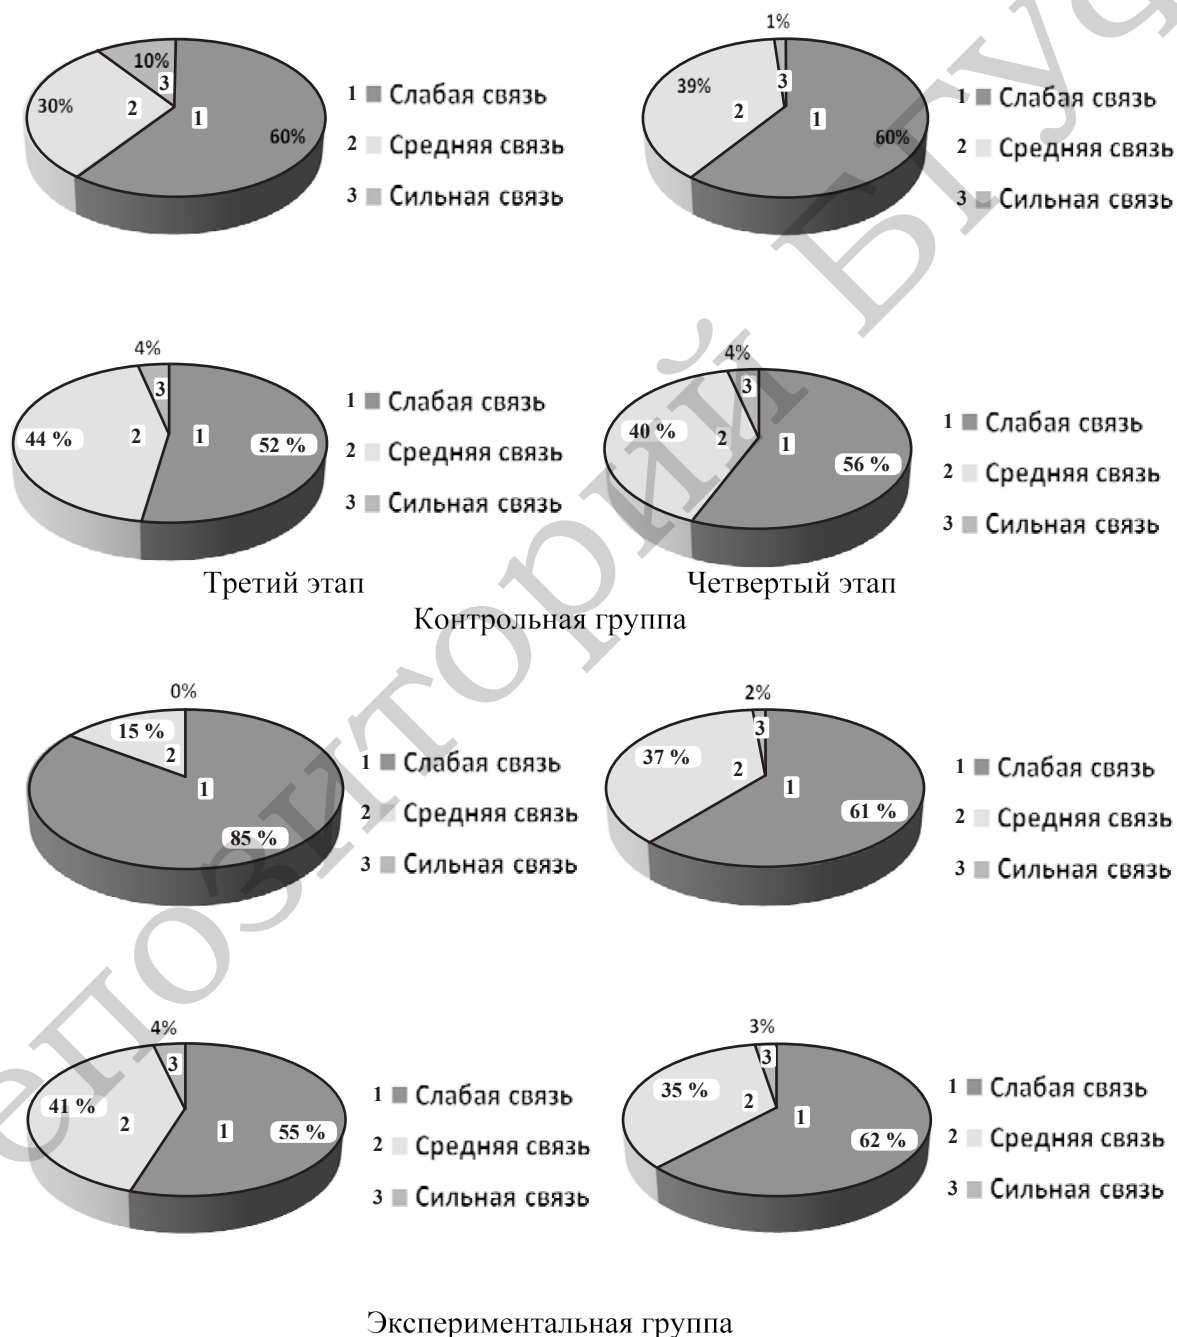 10%
30%
60%
3
2
1
1 Слабая связь
2 Средняя связь
3 Сильная связь
1%
39%
60%
3
2
1
1 Слабая связь
2 Средняя связь
3 Сильная связь
4%
44 %
52 %
3
2
1
1 Слабая связь
2 Средняя связь
3 Сильная связь
4%
40 %
56 %
3
2
1
1 Слабая связь
2 Средняя связь
3 Сильная связь
Третий этап
Четвертый этап
Контрольная группа
0%
15 %
85 %
2
1
1 Слабая связь
2 Средняя связь
3 Сильная связь
2%
37 %
61 %
3
2
1
1 Слабая связь
2 Средняя связь
3 Сильная связь
4%
41 %
55 %
3
2
1
1 Слабая связь
2 Средняя связь
3 Сильная связь
3%
35 %
62 %
3
2
1
1 Слабая связь
2 Средняя связь
3 Сильная связь
Экспериментальная группа